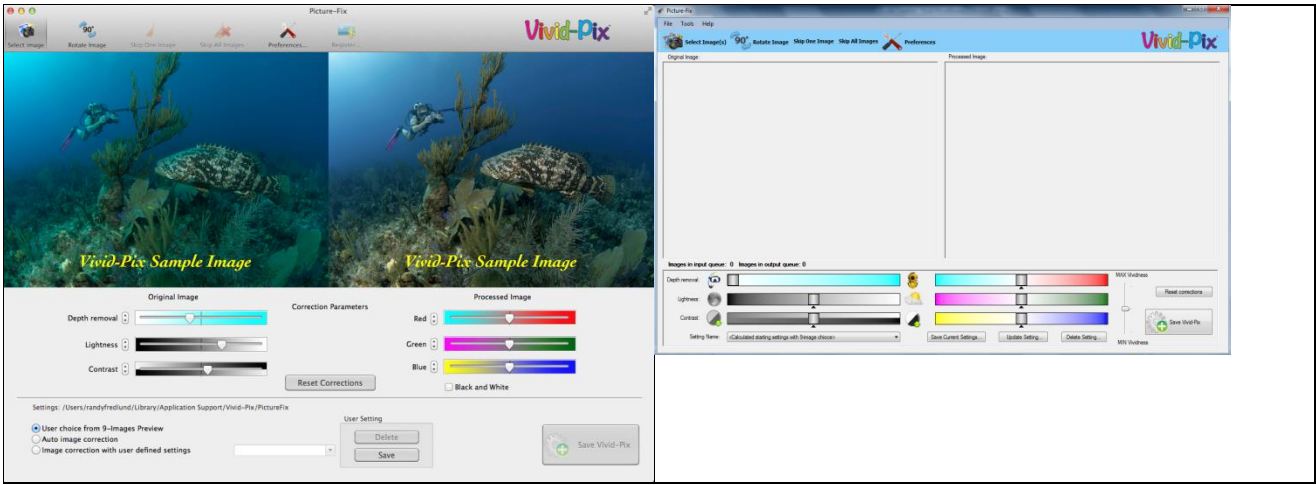 Picture-Fix
Select Image
90°
Rotate Image
Skip One Image
Skip All Images
Preferences...
Register...
Vivid-Pix
Vivid-Pix Sample Image
Vivid-Pix Sample Image
Original Image
Correction Parameters
Processed Image
Depth removal
Red
Lightness
Green
Contrast
Blue
Reset Corrections
Black and White
Settings: /Users/randyfredlund/Library/Application Support/Vivid-Pix/PictureFix
User choice from 9-Images Preview
Auto image correction
Image correction with user defined settings
User Setting
Delete
Save
Save Vivid-Pix
Picture-Fix
File Tools Help
Select Image(s)
90°
Rotate Image
Skip One Image
Skip All Images
Preferences
Vivid-Pix
Original Image:
Processed Image:
Images in input queue: 0 Images in output queue: 0
Depth removal:
Lightness:
Contrast:
MAX Vividness
MIN Vividness
Reset corrections
Save Vivid-Pix
Setting Name:
<Calculated starting settings with 9-image choice>
Save Current Settings...
Update Setting...
Delete Setting...